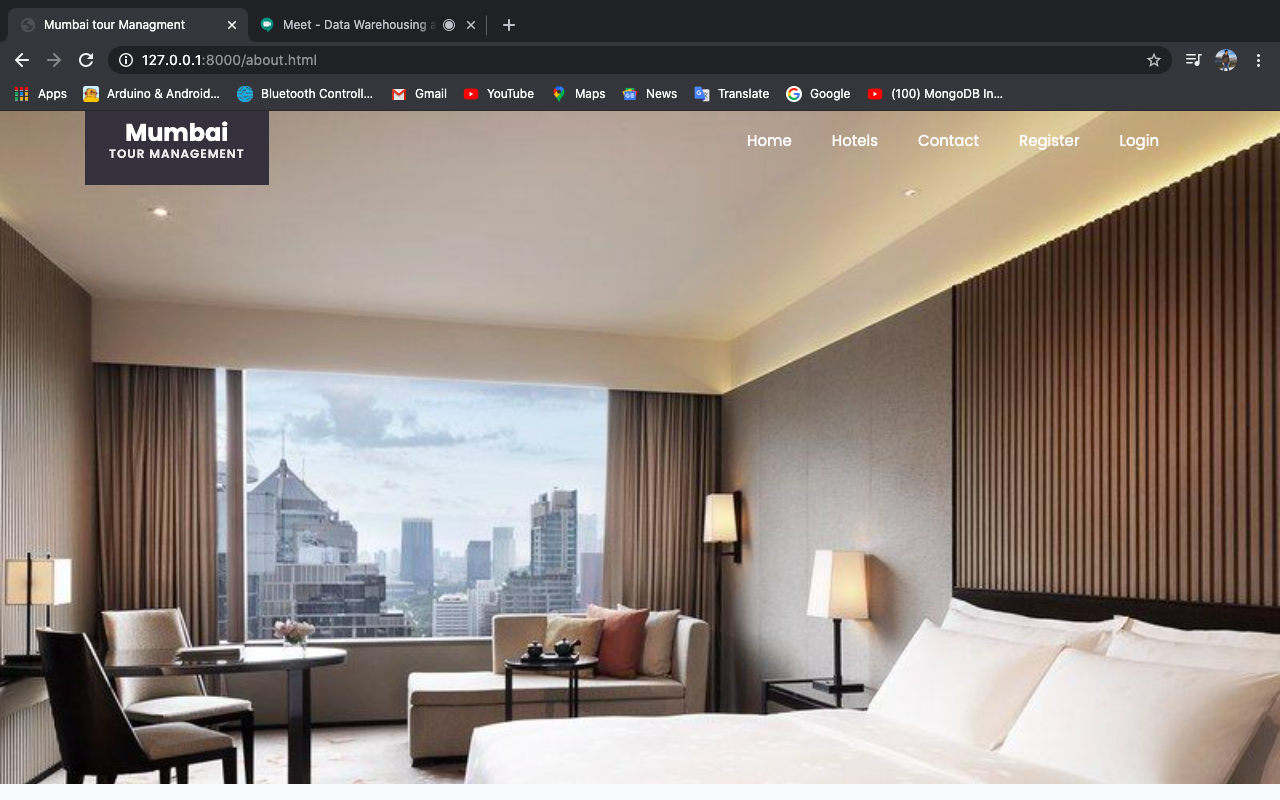 Mumbai tour Managment
Meet - Data Warehousing a
127.0.0.1:8000/about.html
Apps
Arduino & Android...
Bluetooth Controll...
Gmail
YouTube
Maps
News
Translate
Google
(100) MongoDB In...
Mumbai
TOUR MANAGEMENT
Home
Hotels
Contact
Register
Login